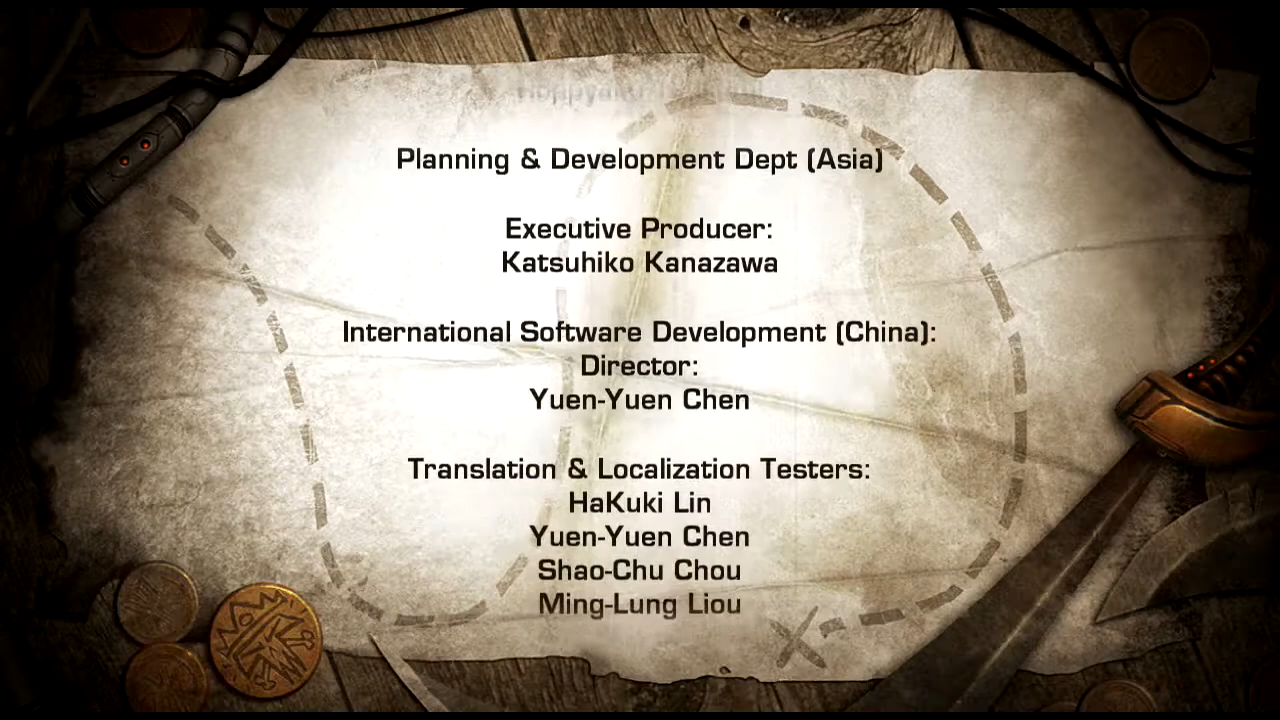 Planning & Development Dept (Asia)
Executive Producer:
Katsuhiko Kanazawa
International Software Development (China):
Director:
Yuen-Yuen Chen
Translation & Localization Testers:
HaKuki Lin
Yuen-Yuen Chen
Shao-Chu Chou
Ming-Lung Liou